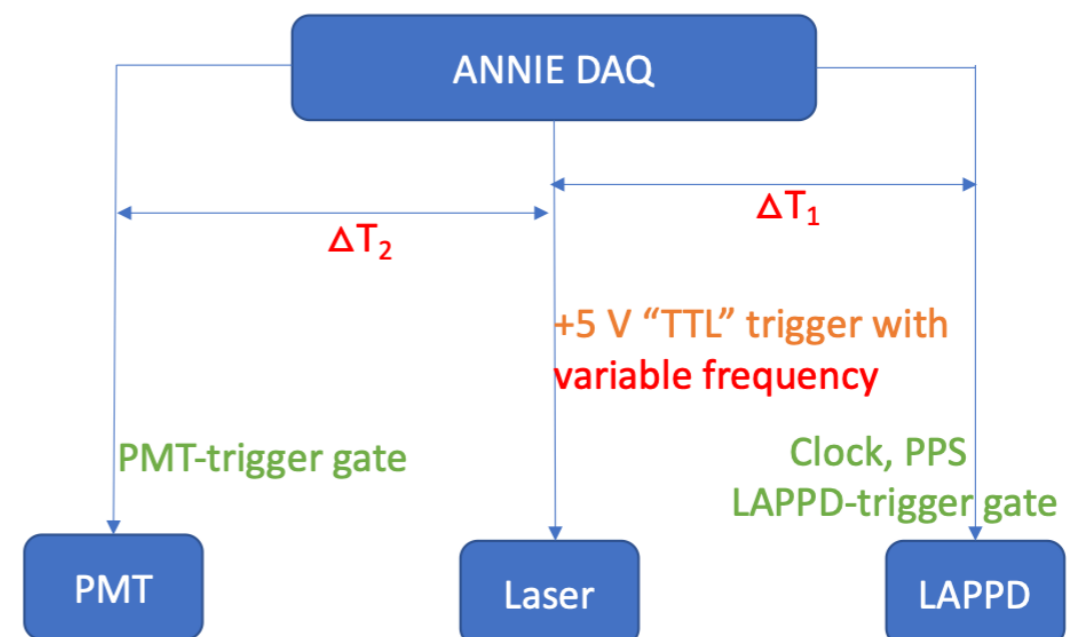 ANNIE DAQ
ΔT₁
ΔT₂
+5 V “TTL” trigger with
variable frequency
PMT-trigger gate
Clock, PPS
LAPPD-trigger gate
PMT
Laser
LAPPD